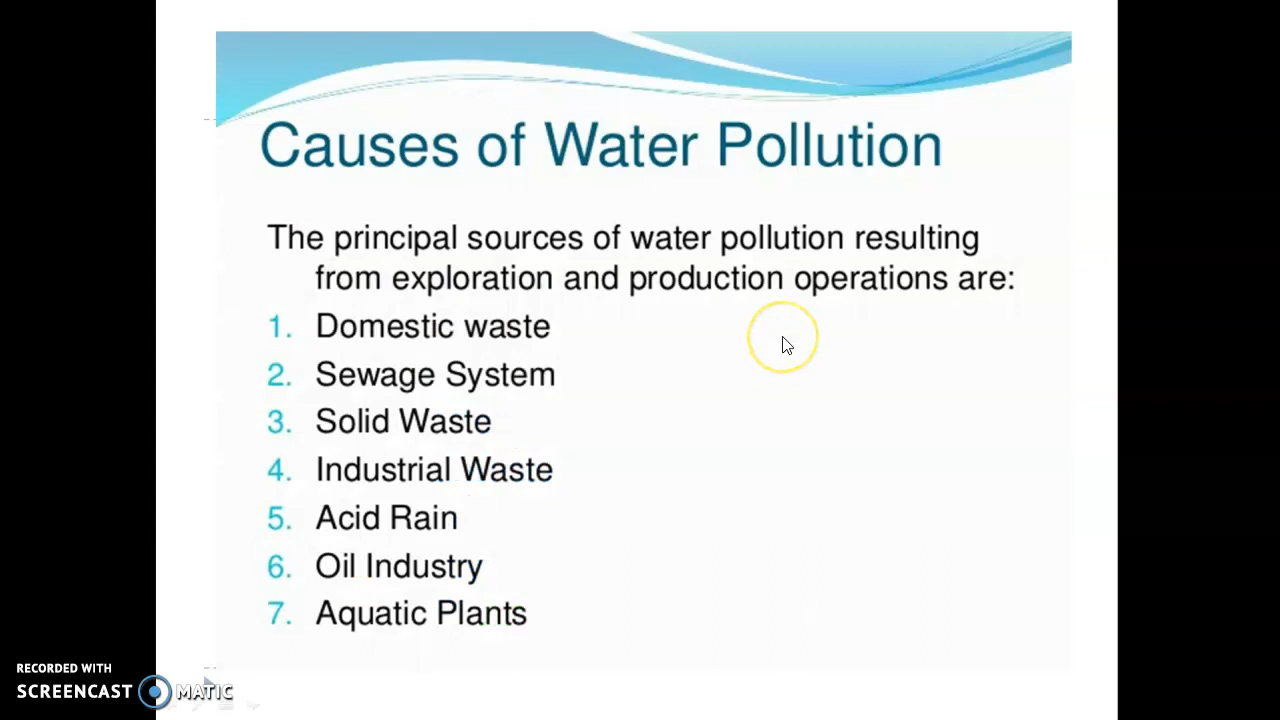 Causes of Water Pollution
The principal sources of water pollution resulting
from exploration and production operations are:
1. Domestic waste
2. Sewage System
3. Solid Waste
4. Industrial Waste
5. Acid Rain
6. Oil Industry
7. Aquatic Plants
RECORDED WITH
SCREENCAST MATIC